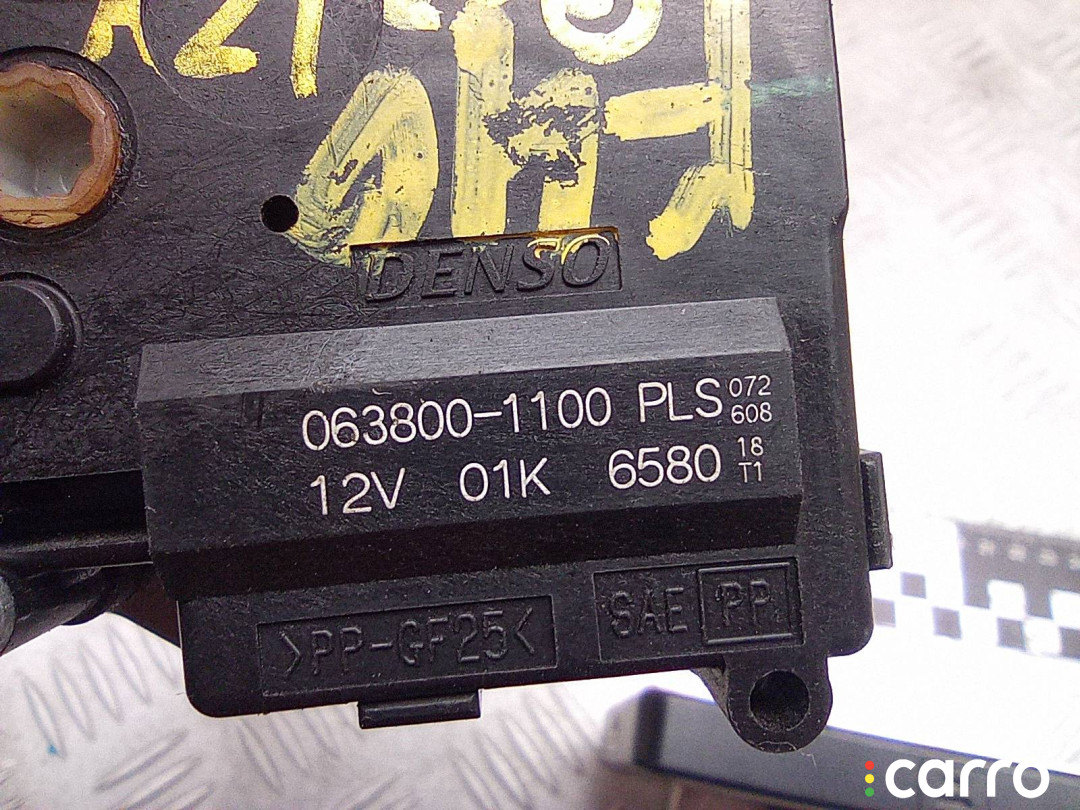 DENSO
063800-1100 PLS 072 608
12V 01K 6580 18 T1
>PP-GF25<
SAE PP
carro